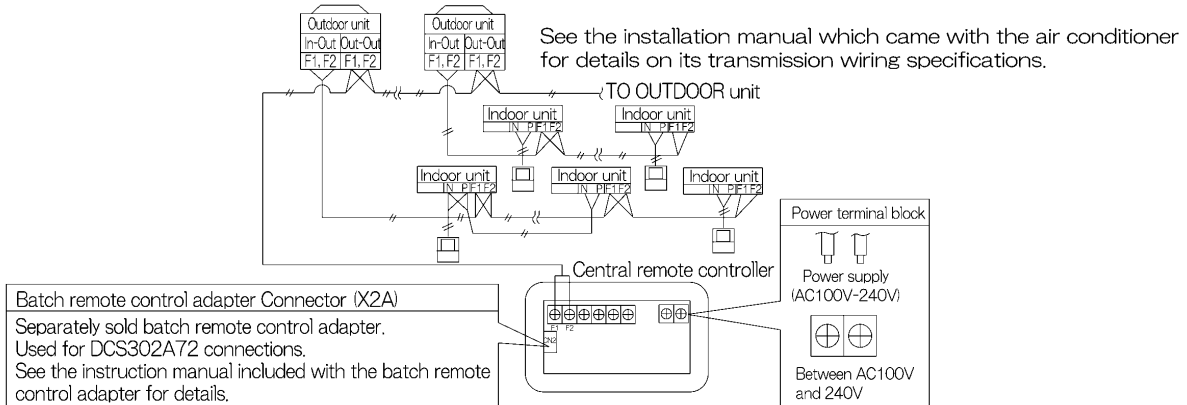 Outdoor unit
In-Out Out-Out
F1, F2 F1, F2
Outdoor unit
In-Out Out-Out
F1, F2 F1, F2
See the installation manual which came with the air conditioner
for details on its transmission wiring specifications.
TO OUTDOOR unit
Indoor unit
IN P F1 F2
Indoor unit
IN P F1 F2
Indoor unit
IN P F1 F2
Indoor unit
IN P F1 F2
Indoor unit
IN P F1 F2
Power terminal block
Power supply
(AC100V-240V)
Between AC100V
and 240V
Central remote controller
F1 F2
CN2
Batch remote control adapter Connector (X2A)
Separately sold batch remote control adapter.
Used for DCS302A72 connections.
See the instruction manual included with the batch remote
control adapter for details.